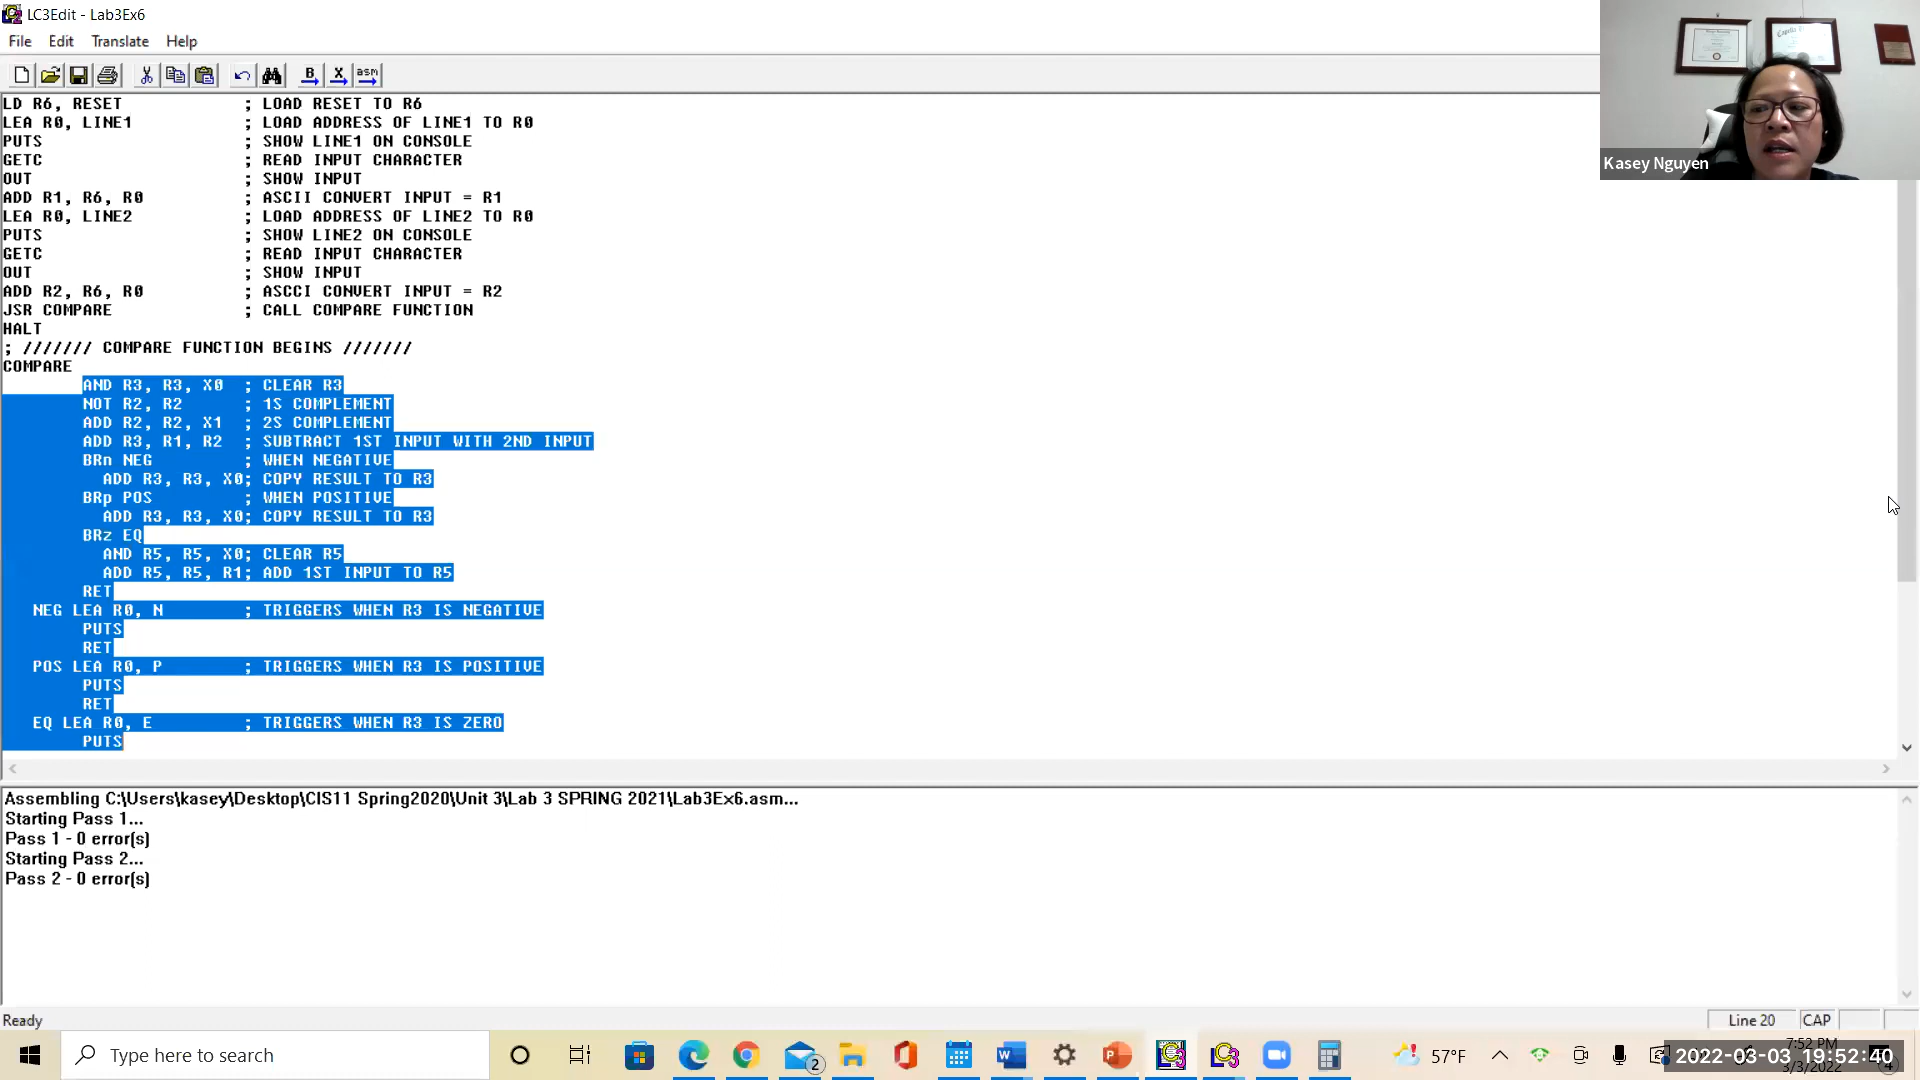 LC3Edit - Lab3Ex6
File Edit Translate Help
B X asm
LD R6, RESET ; LOAD RESET TO R6
LEA R0, LINE1 ; LOAD ADDRESS OF LINE1 TO R0
PUTS ; SHOW LINE1 ON CONSOLE
GETC ; READ INPUT CHARACTER
OUT ; SHOW INPUT
ADD R1, R6, R0 ; ASCII CONVERT INPUT = R1
LEA R0, LINE2 ; LOAD ADDRESS OF LINE2 TO R0
PUTS ; SHOW LINE2 ON CONSOLE
GETC ; READ INPUT CHARACTER
OUT ; SHOW INPUT
ADD R2, R6, R0 ; ASCCI CONVERT INPUT = R2
JSR COMPARE ; CALL COMPARE FUNCTION
HALT
; /////// COMPARE FUNCTION BEGINS ///////
COMPARE
AND R3, R3, X0 ; CLEAR R3
NOT R2, R2 ; 1S COMPLEMENT
ADD R2, R2, X1 ; 2S COMPLEMENT
ADD R3, R1, R2 ; SUBTRACT 1ST INPUT WITH 2ND INPUT
BRn NEG ; WHEN NEGATIVE
ADD R3, R3, X0; COPY RESULT TO R3
BRp POS ; WHEN POSITIVE
ADD R3, R3, X0; COPY RESULT TO R3
BRz EQ
AND R5, R5, X0; CLEAR R5
ADD R5, R5, R1; ADD 1ST INPUT TO R5
RET
NEG LEA R0, N ; TRIGGERS WHEN R3 IS NEGATIVE
PUTS
RET
POS LEA R0, P ; TRIGGERS WHEN R3 IS POSITIVE
PUTS
RET
EQ LEA R0, E ; TRIGGERS WHEN R3 IS ZERO
PUTS
Kasey Nguyen
Assembling C:\Users\kasey\Desktop\CIS11 Spring2020\Unit 3\Lab 3 SPRING 2021\Lab3Ex6.asm...
Starting Pass 1...
Pass 1 - 0 error(s)
Starting Pass 2...
Pass 2 - 0 error(s)
Ready
Line 20 CAP
Type here to search
2
57°F
7:52 PM
3/3/2022
2022-03-03 19:52:40
4